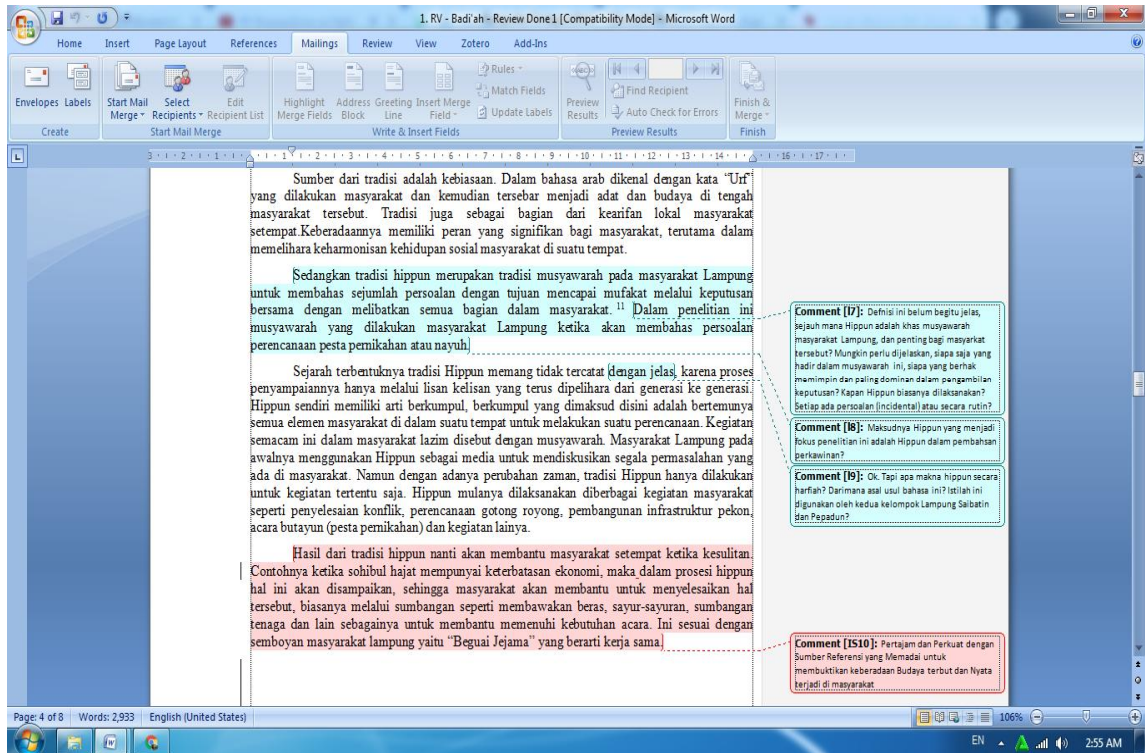 1. RV - Badi'ah - Review Done 1 [Compatibility Mode] - Microsoft Word
Home Insert Page Layout References Mailings Review View Zotero Add-Ins
Envelopes Labels
Start Mail Merge Select Recipients Edit Recipient List
Highlight Merge Fields Address Block Greeting Line Insert Merge Field
Rules
Match Fields
Update Labels
Preview Results
Find Recipient
Auto Check for Errors
Finish & Merge
Create Start Mail Merge Write & Insert Fields Preview Results Finish
3 2 1 1 2 3 4 5 6 7 8 9 10 11 12 13 14 16 17
Sumber dari tradisi adalah kebiasaan. Dalam bahasa arab dikenal dengan kata “Urf”
yang dilakukan masyarakat dan kemudian tersebar menjadi adat dan budaya di tengah
masyarakat tersebut. Tradisi juga sebagai bagian dari kearifan lokal masyarakat
setempat.Keberadaannya memiliki peran yang signifikan bagi masyarakat, terutama dalam
memelihara keharmonisan kehidupan sosial masyarakat di suatu tempat.
Sedangkan tradisi hippun merupakan tradisi musyawarah pada masyarakat Lampung
untuk membahas sejumlah persoalan dengan tujuan mencapai mufakat melalui keputusan
bersama dengan melibatkan semua bagian dalam masyarakat. 11 Dalam penelitian ini
musyawarah yang dilakukan masyarakat Lampung ketika akan membahas persoalan
perencanaan pesta pernikahan atau nayuh.
Sejarah terbentuknya tradisi Hippun memang tidak tercatat dengan jelas, karena proses
penyampaiannya hanya melalui lisan kelisan yang terus dipelihara dari generasi ke generasi.
Hippun sendiri memiliki arti berkumpul, berkumpul yang dimaksud disini adalah bertemunya
semua elemen masyarakat di dalam suatu tempat untuk melakukan suatu perencanaan. Kegiatan
semacam ini dalam masyarakat lazim disebut dengan musyawarah. Masyarakat Lampung pada
awalnya menggunakan Hippun sebagai media untuk mendiskusikan segala permasalahan yang
ada di masyarakat. Namun dengan adanya perubahan zaman, tradisi Hippun hanya dilakukan
untuk kegiatan tertentu saja. Hippun mulanya dilaksanakan diberbagai kegiatan masyarakat
seperti penyelesaian konflik, perencanaan gotong royong, pembangunan infrastruktur pekon,
acara butayun (pesta pernikahan) dan kegiatan lainya.
Hasil dari tradisi hippun nanti akan membantu masyarakat setempat ketika kesulitan.
Contohnya ketika sohibul hajat mempunyai keterbatasan ekonomi, maka dalam prosesi hippun
hal ini akan disampaikan, sehingga masyarakat akan membantu untuk menyelesaikan hal
tersebut, biasanya melalui sumbangan seperti membawakan beras, sayur-sayuran, sumbangan
tenaga dan lain sebagainya untuk membantu memenuhi kebutuhan acara. Ini sesuai dengan
semboyan masyarakat lampung yaitu “Beguai Jejama” yang berarti kerja sama.
Comment [I7]: Defnisi ini belum begitu jelas,
sejauh mana Hippun adalah khas musyawarah
masyarakat Lampung, dan penting bagi masyarkat
tersebut? Mungkin perlu dijelaskan, siapa saja yang
hadir dalam musyawarah ini, siapa yang berhak
memimpin dan paling dominan dalam pengambilan
keputusan? Kapan Hippun biasanya dilaksanakan?
Setiap ada persoalan (incidental) atau secara rutin?
Comment [I8]: Maksudnya Hippun yang menjadi
fokus penelitian ini adalah Hippun dalam pembahsan
perkawinan?
Comment [I9]: Ok. Tapi apa makna hippun secara
harfiah? Darimana asal usul bahasa ini? Istilah ini
digunakan oleh kedua kelompok Lampung Saibatin
dan Pepadun?
Comment [IS10]: Pertajam dan Perkuat dengan
Sumber Referensi yang Memadai untuk
membuktikan keberadaan Budaya terbut dan Nyata
terjadi di masyarakat
Page: 4 of 8 Words: 2,933 English (United States) 106%
EN 2:55 AM